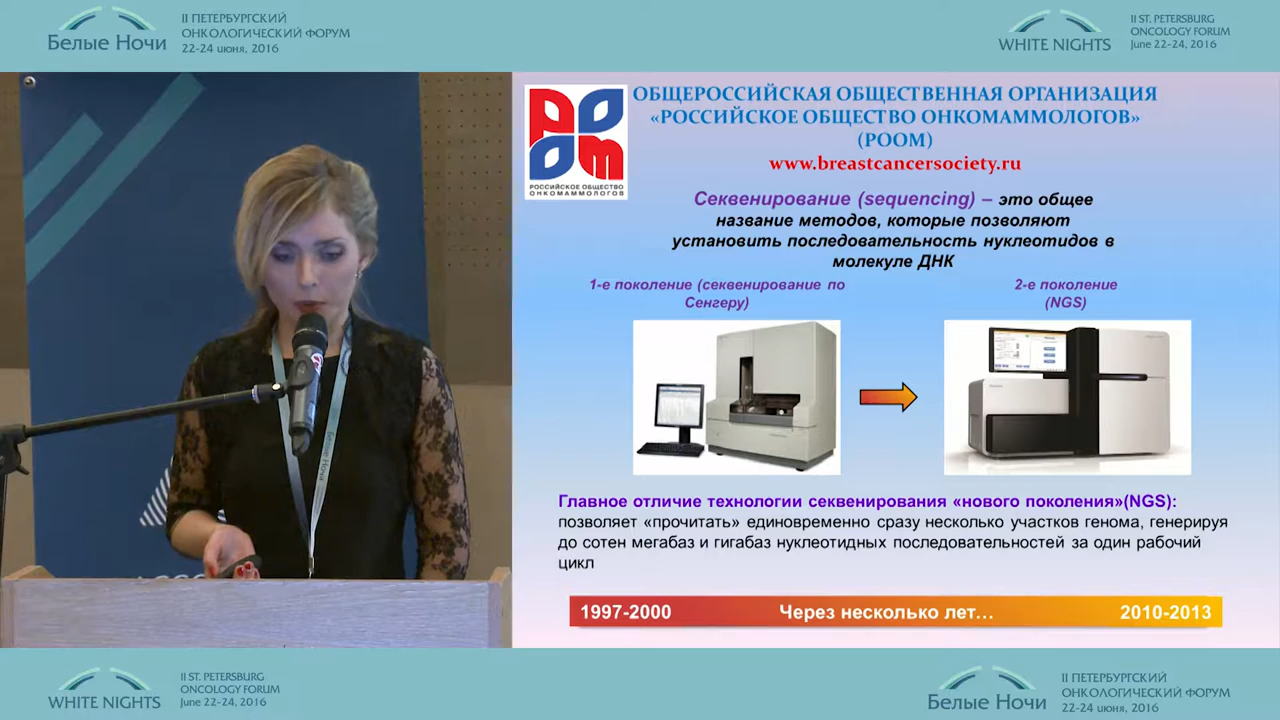 Белые Ночи
II ПЕТЕРБУРГСКИЙ
ОНКОЛОГИЧЕСКИЙ ФОРУМ
22-24 июня, 2016
WHITE NIGHTS
II ST. PETERSBURG
ONCOLOGY FORUM
June 22-24, 2016
РООМ
РОССИЙСКОЕ ОБЩЕСТВО
ОНКОМАММОЛОГОВ
ОБЩЕРОССИЙСКАЯ ОБЩЕСТВЕННАЯ ОРГАНИЗАЦИЯ
«РОССИЙСКОЕ ОБЩЕСТВО ОНКОМАММОЛОГОВ»
(РООМ)
www.breastcancersociety.ru
Секвенирование (sequencing) – это общее
название методов, которые позволяют
установить последовательность нуклеотидов в
молекуле ДНК
1-е поколение (секвенирование по
Сенгеру)
2-е поколение
(NGS)
Главное отличие технологии секвенирования «нового поколения»(NGS):
позволяет «прочитать» единовременно сразу несколько участков генома, генерируя
до сотен мегабаз и гигабаз нуклеотидных последовательностей за один рабочий
цикл
1997-2000 Через несколько лет… 2010-2013
Белые Ночи
WHITE NIGHTS
II ST. PETERSBURG
ONCOLOGY FORUM
June 22-24, 2016
Белые Ночи
II ПЕТЕРБУРГСКИЙ
ОНКОЛОГИЧЕСКИЙ ФОРУМ
22-24 июня, 2016